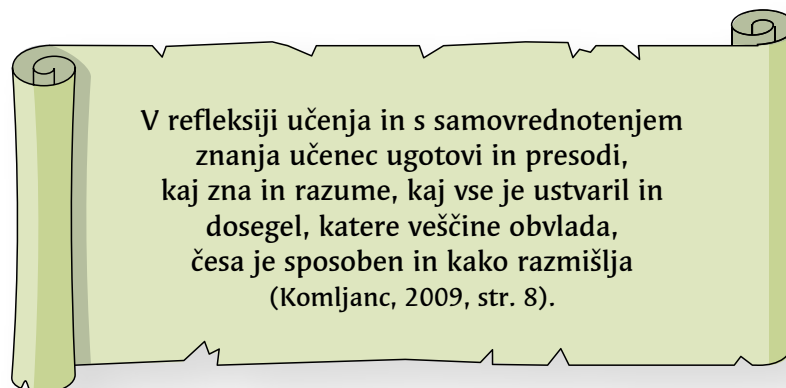 V refleksiji učenja in s samovrednotenjem
znanja učenec ugotovi in presodi,
kaj zna in razume, kaj vse je ustvaril in
dosegel, katere veščine obvlada,
česa je sposoben in kako razmišlja
(Komljanc, 2009, str. 8).